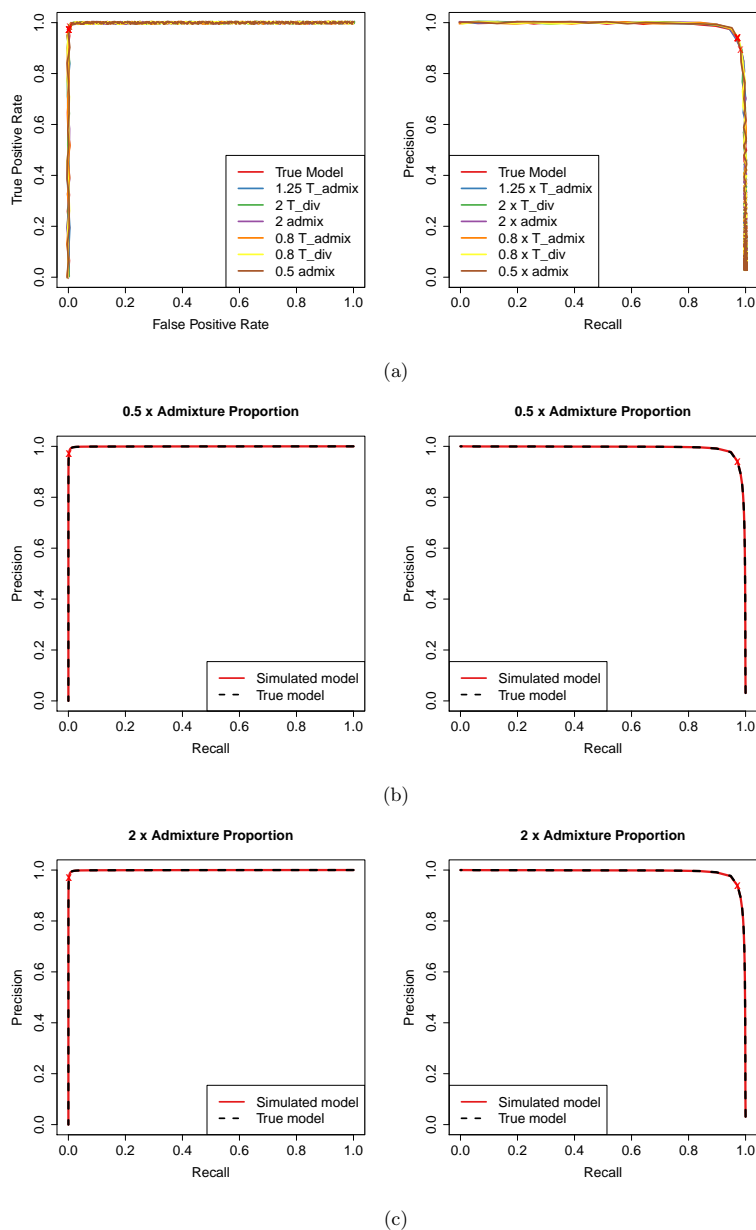 True Positive Rate
0.0 0.2 0.4 0.6 0.8 1.0
True Model
1.25 T_admix
2 T_div
2 admix
0.8 T_admix
0.8 T_div
0.5 admix
0.0 0.2 0.4 0.6 0.8 1.0
False Positive Rate
Precision
0.0 0.2 0.4 0.6 0.8 1.0
True Model
1.25 x T_admix
2 x T_div
2 x admix
0.8 x T_admix
0.8 x T_div
0.5 x admix
0.0 0.2 0.4 0.6 0.8 1.0
Recall
(a)
0.5 x Admixture Proportion
Precision
0.0 0.2 0.4 0.6 0.8 1.0
Simulated model
True model
0.0 0.2 0.4 0.6 0.8 1.0
Recall
0.5 x Admixture Proportion
Precision
0.0 0.2 0.4 0.6 0.8 1.0
Simulated model
True model
0.0 0.2 0.4 0.6 0.8 1.0
Recall
(b)
2 x Admixture Proportion
Precision
0.0 0.2 0.4 0.6 0.8 1.0
Simulated model
True model
0.0 0.2 0.4 0.6 0.8 1.0
Recall
2 x Admixture Proportion
Precision
0.0 0.2 0.4 0.6 0.8 1.0
Simulated model
True model
0.0 0.2 0.4 0.6 0.8 1.0
Recall
(c)